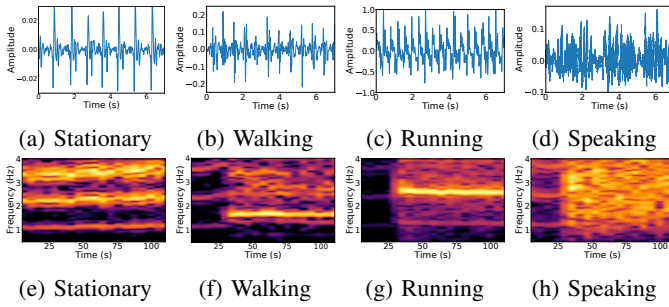 Amplitude
0.02
0.00
−0.02
0 2 4 6
Time (s)
(a) Stationary
Amplitude
0.2
0.1
0.0
−0.1
−0.2
0 2 4 6
Time (s)
(b) Walking
Amplitude
1.0
0.5
0.0
−0.5
−1.0
0 2 4 6
Time (s)
(c) Running
Amplitude
0.1
0.0
−0.1
0 2 4 6
Time (s)
(d) Speaking
Frequency (Hz)
4
3
2
1
25 50 75 100
Time (s)
(e) Stationary
Frequency (Hz)
4
3
2
1
25 50 75 100
Time (s)
(f) Walking
Frequency (Hz)
4
3
2
1
25 50 75 100
Time (s)
(g) Running
Frequency (Hz)
4
3
2
1
25 50 75 100
Time (s)
(h) Speaking